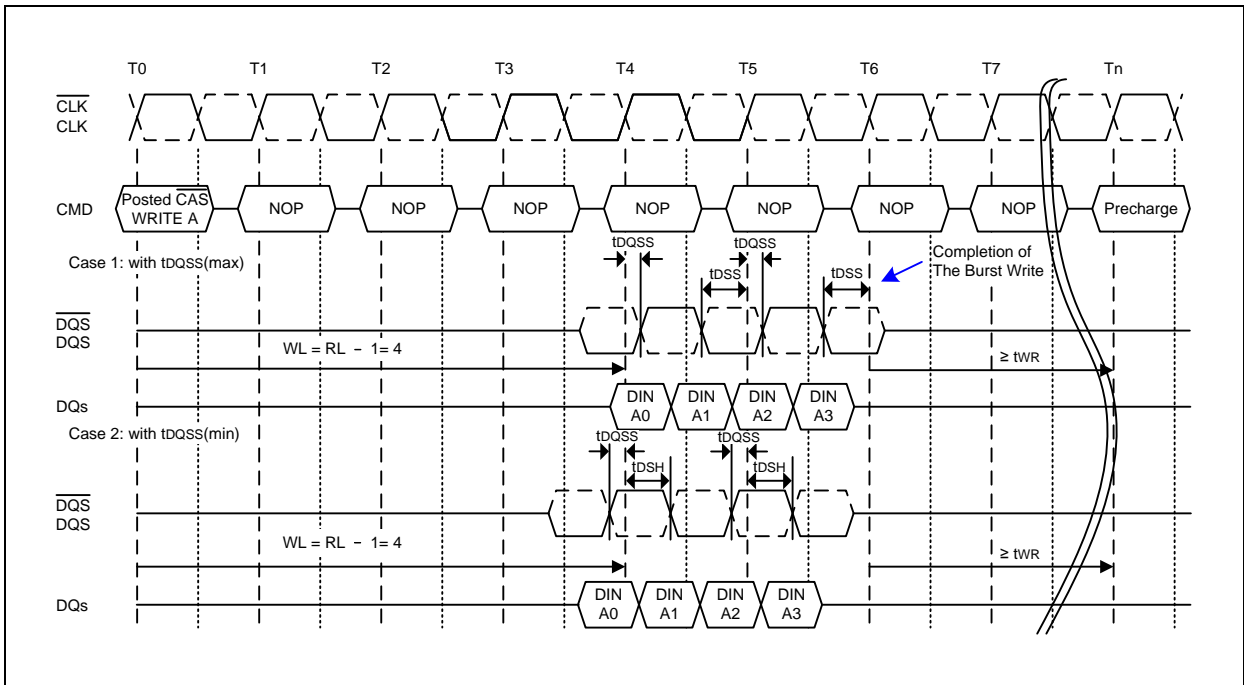 T0 T1 T2 T3 T4 T5 T6 T7 Tn
CLK
CLK
CMD
Posted CAS
WRITE A
NOP NOP NOP NOP NOP NOP NOP Precharge
Case 1: with tDQSS(max)
tDQSS tDQSS
tDSS tDSS
Completion of
The Burst Write
DQS
DQS
WL = RL − 1= 4
≥ tWR
DQs
DIN
A0
DIN
A1
DIN
A2
DIN
A3
Case 2: with tDQSS(min)
tDQSS tDQSS
tDSH tDSH
DQS
DQS
WL = RL − 1= 4
≥ tWR
DQs
DIN
A0
DIN
A1
DIN
A2
DIN
A3